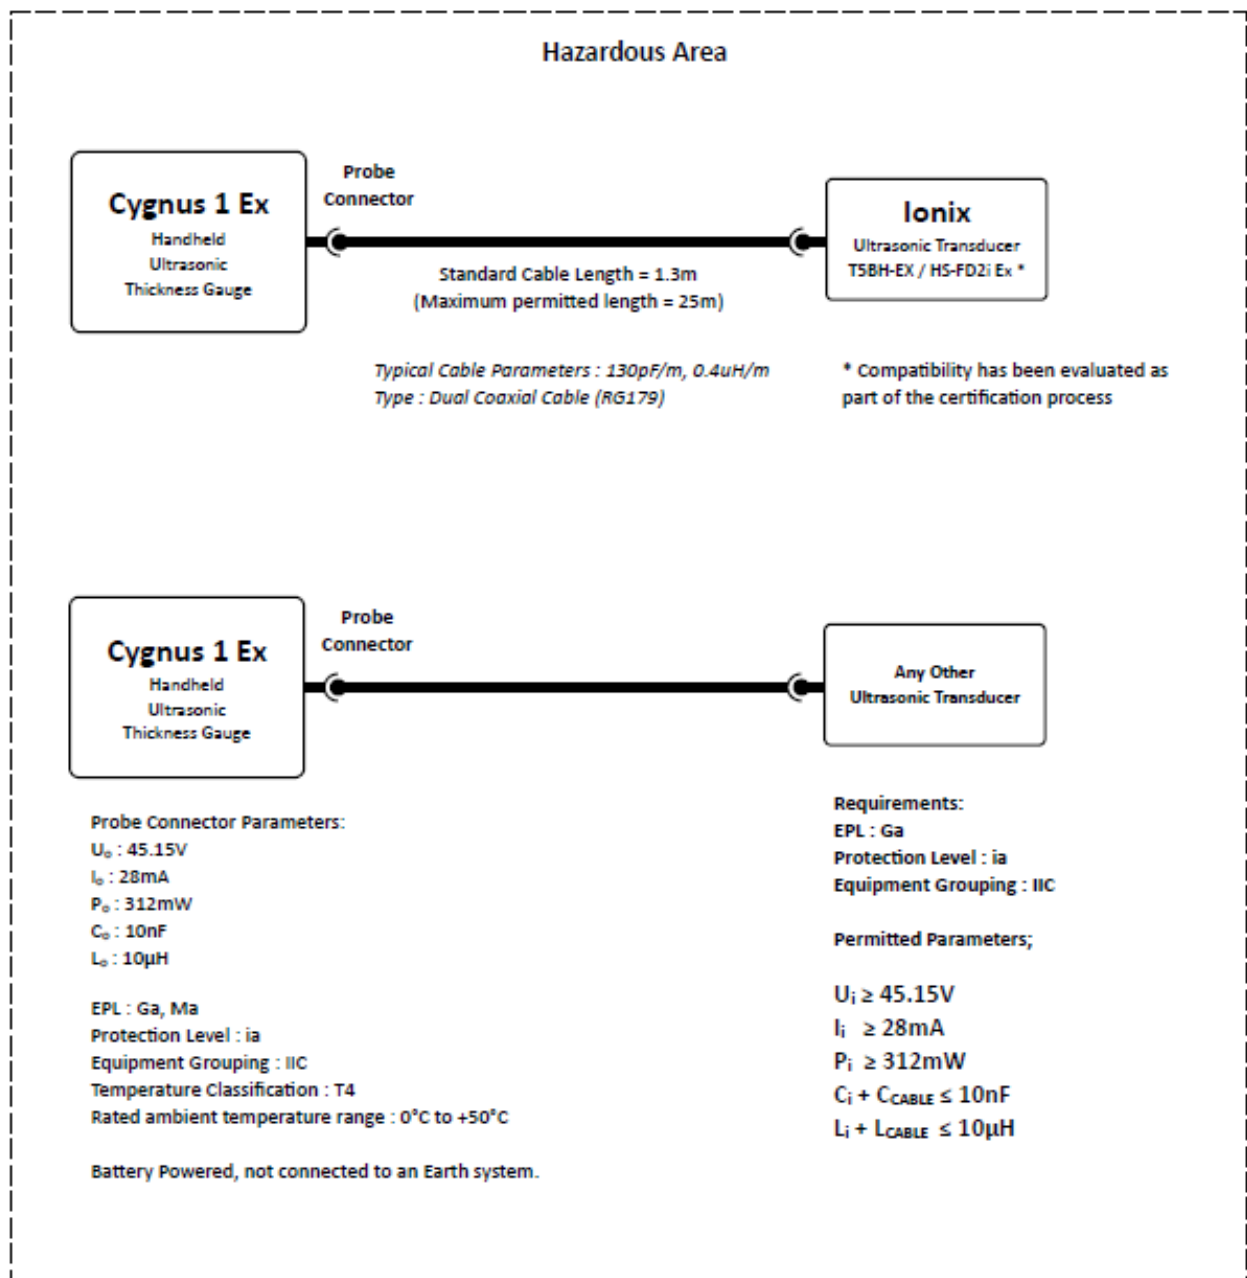 Hazardous Area
Cygnus 1 Ex
Handheld
Ultrasonic
Thickness Gauge
Probe
Connector
Standard Cable Length = 1.3m
(Maximum permitted length = 25m)
Ionix
Ultrasonic Transducer
T5BH-EX / HS-FD2i Ex *
Typical Cable Parameters : 130pF/m, 0.4uH/m
Type : Dual Coaxial Cable (RG179)
* Compatibility has been evaluated as
part of the certification process
Cygnus 1 Ex
Handheld
Ultrasonic
Thickness Gauge
Probe
Connector
Any Other
Ultrasonic Transducer
Probe Connector Parameters:
Uₒ : 45.15V
Iₒ : 28mA
Pₒ : 312mW
Cₒ : 10nF
Lₒ : 10µH
EPL : Ga, Ma
Protection Level : ia
Equipment Grouping : IIC
Temperature Classification : T4
Rated ambient temperature range : 0°C to +50°C
Battery Powered, not connected to an Earth system.
Requirements:
EPL : Ga
Protection Level : ia
Equipment Grouping : IIC
Permitted Parameters;
Uᵢ ≥ 45.15V
Iᵢ ≥ 28mA
Pᵢ ≥ 312mW
Cᵢ + CCABLE ≤ 10nF
Lᵢ + LCABLE ≤ 10µH